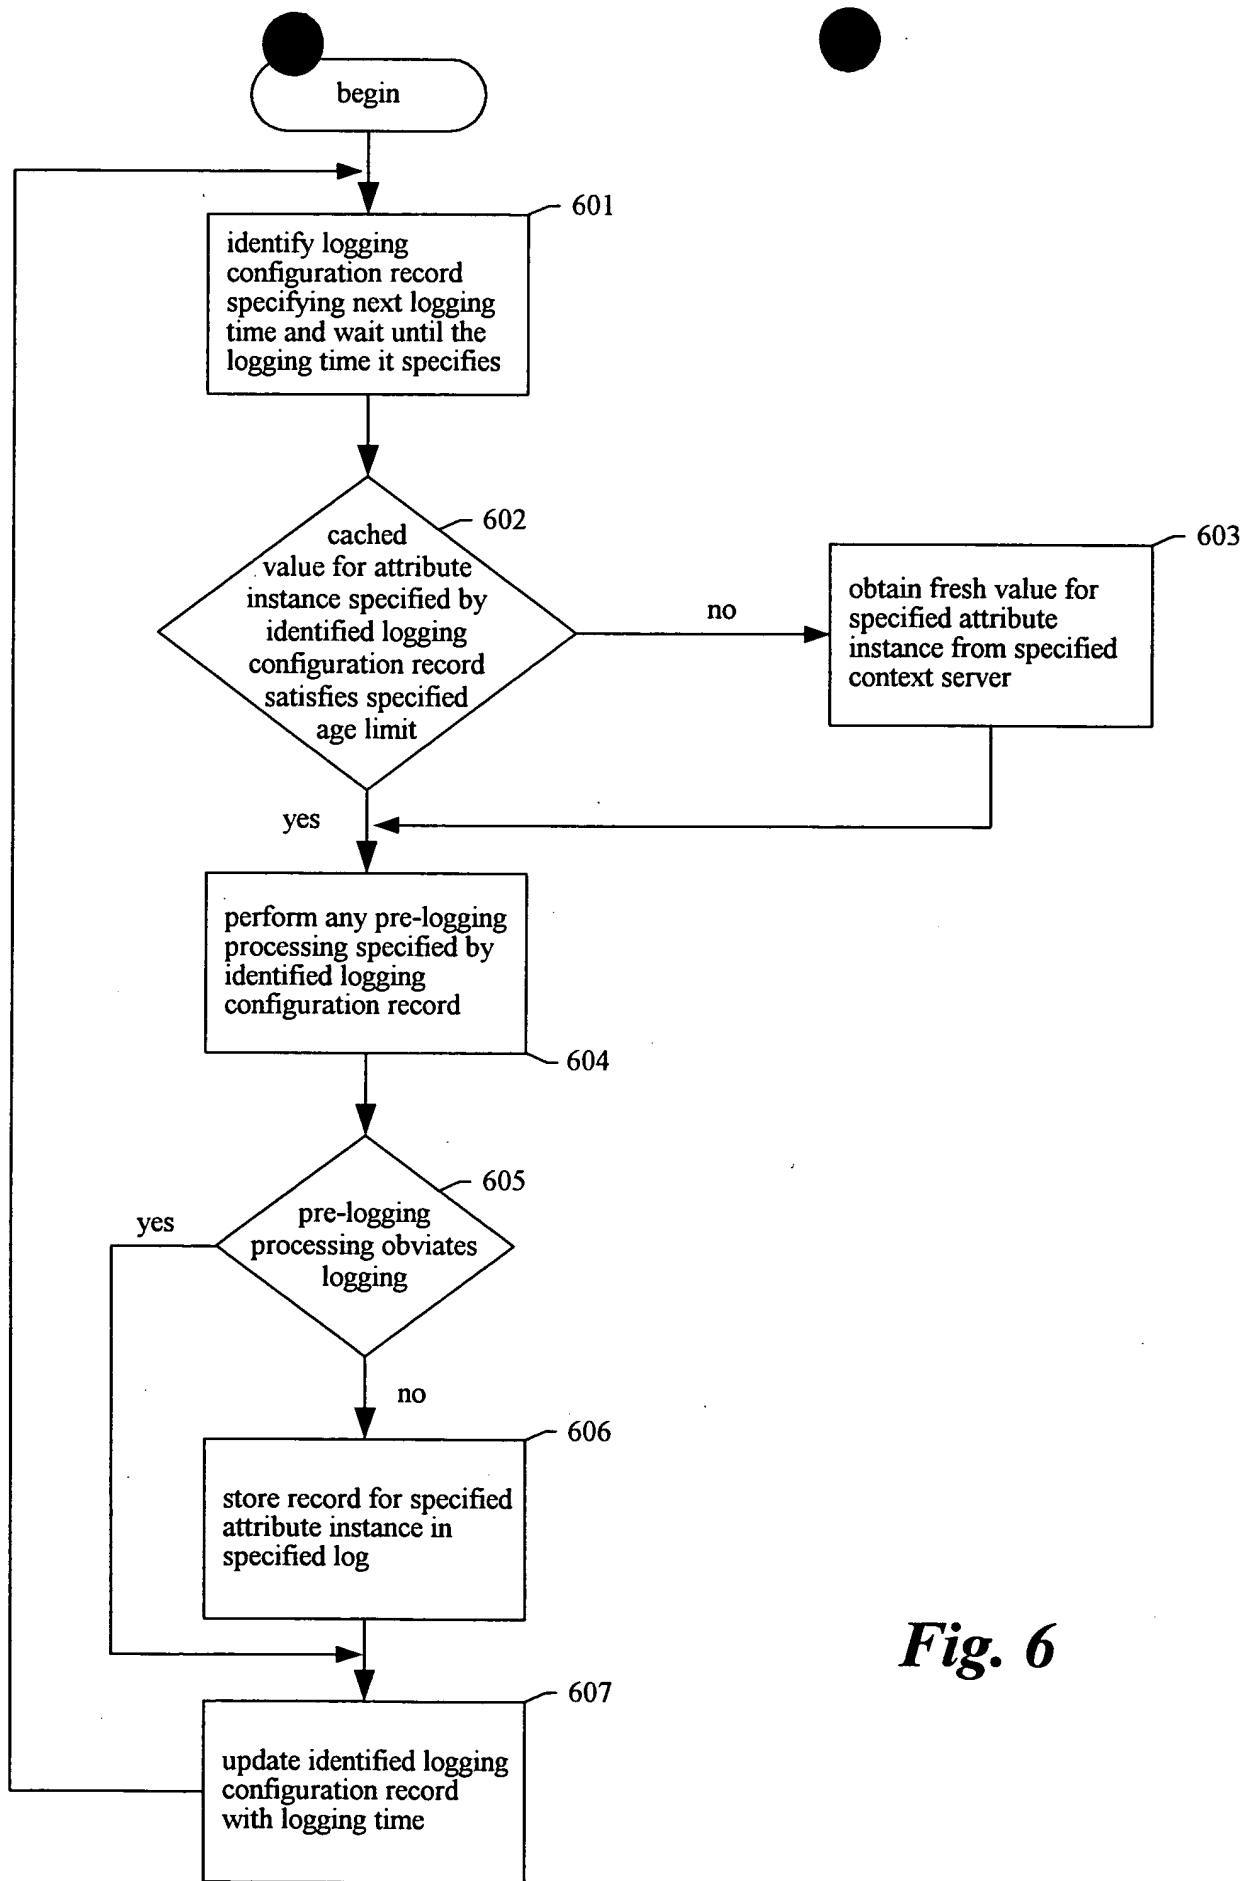 begin
601
identify logging
configuration record
specifying next logging
time and wait until the
logging time it specifies
602
cached
value for attribute
instance specified by
identified logging
configuration record
satisfies specified
age limit
no
603
obtain fresh value for
specified attribute
instance from specified
context server
yes
perform any pre-logging
processing specified by
identified logging
configuration record
604
605
pre-logging
processing obviates
logging
yes
no
606
store record for specified
attribute instance in
specified log
Fig. 6
607
update identified logging
configuration record
with logging time